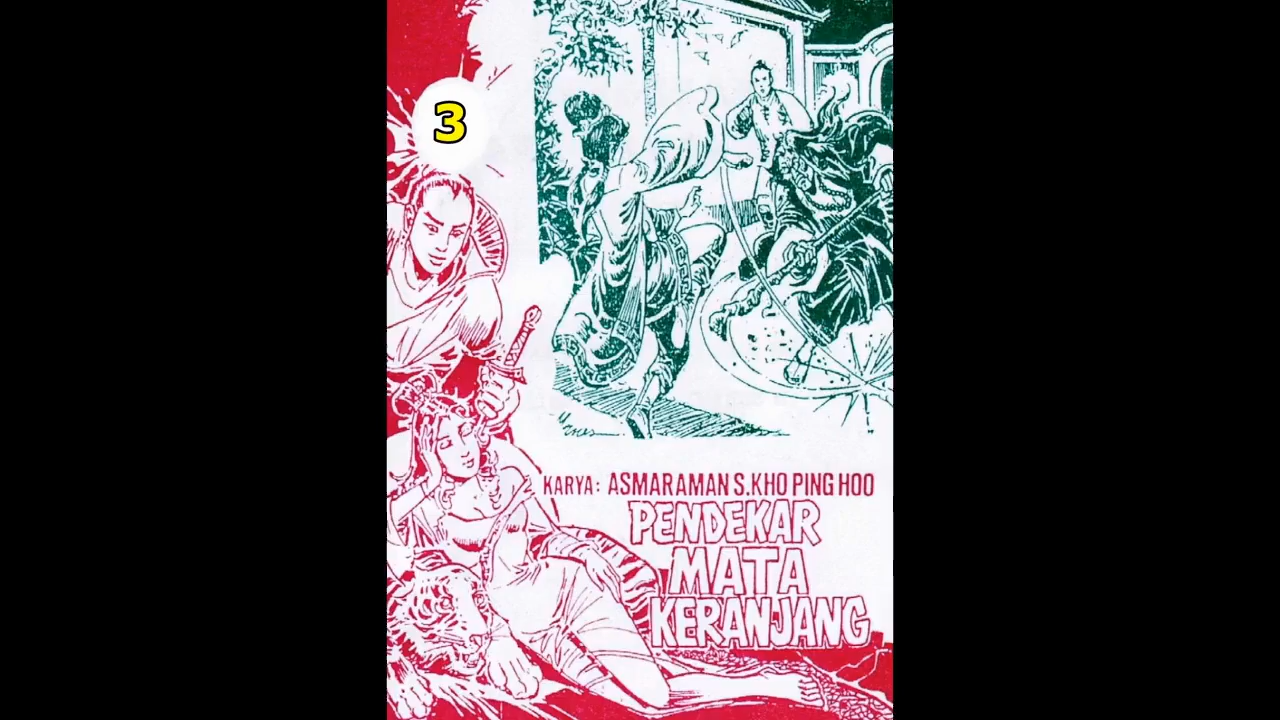 3
KARYA: ASMARAMAN S.KHO PING HOO
PENDEKAR
MATA
KERANJANG